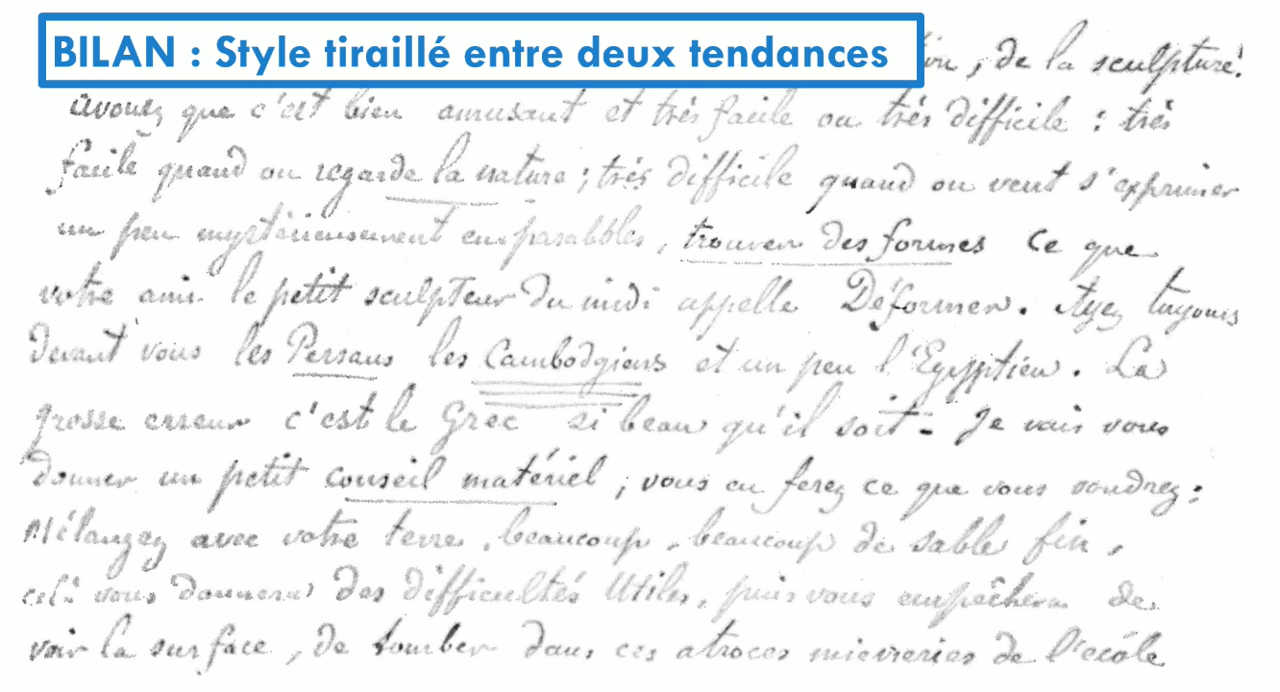 BILAN : Style tiraillé entre deux tendances
, de la sculpture.
Avouez que c'est bien amusant et très facile ou très difficile : très
facile quand on regarde la nature ; très difficile quand on veut s'exprimer
un peu mystérieusement en parabboles, trouver des formes Ce que
votre ami le petit sculpteur du midi appelle Déformer. Ayez toujours
devant vous les Persans les Cambodgiens et un peu l'Egyptien. La
grosse erreur c'est le Grec si beau qu'il soit - Je vais vous
donner un petit conseil matériel, vous en ferez ce que vous voudrez :
Mélangez avec votre terre, beaucoup, beaucoup de sable fin,
celà vous donnera des difficultés Utiles, puis vous empêchera de
voir la surface, de tomber dans ces atroces mievreries de l'école